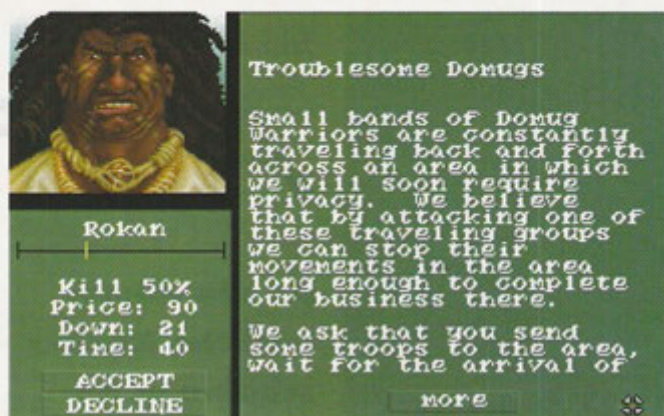 Rokan
Kill 50%
Price: 90
Down: 21
Time: 40
ACCEPT
DECLINE
Troublesome Domugs
Small bands of Domug
Warriors are constantly
traveling back and forth
across an area in which
we will soon require
privacy. We believe
that by attacking one of
these traveling groups
we can stop their
movements in the area
long enough to complete
our business there.
We ask that you send
some troops to the area,
wait for the arrival of
more